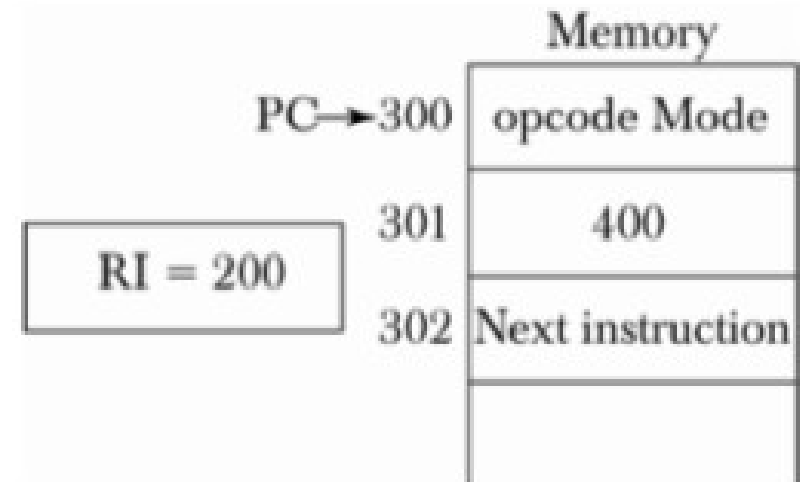 Memory
PC→300 opcode Mode
301 400
RI = 200
302 Next instruction